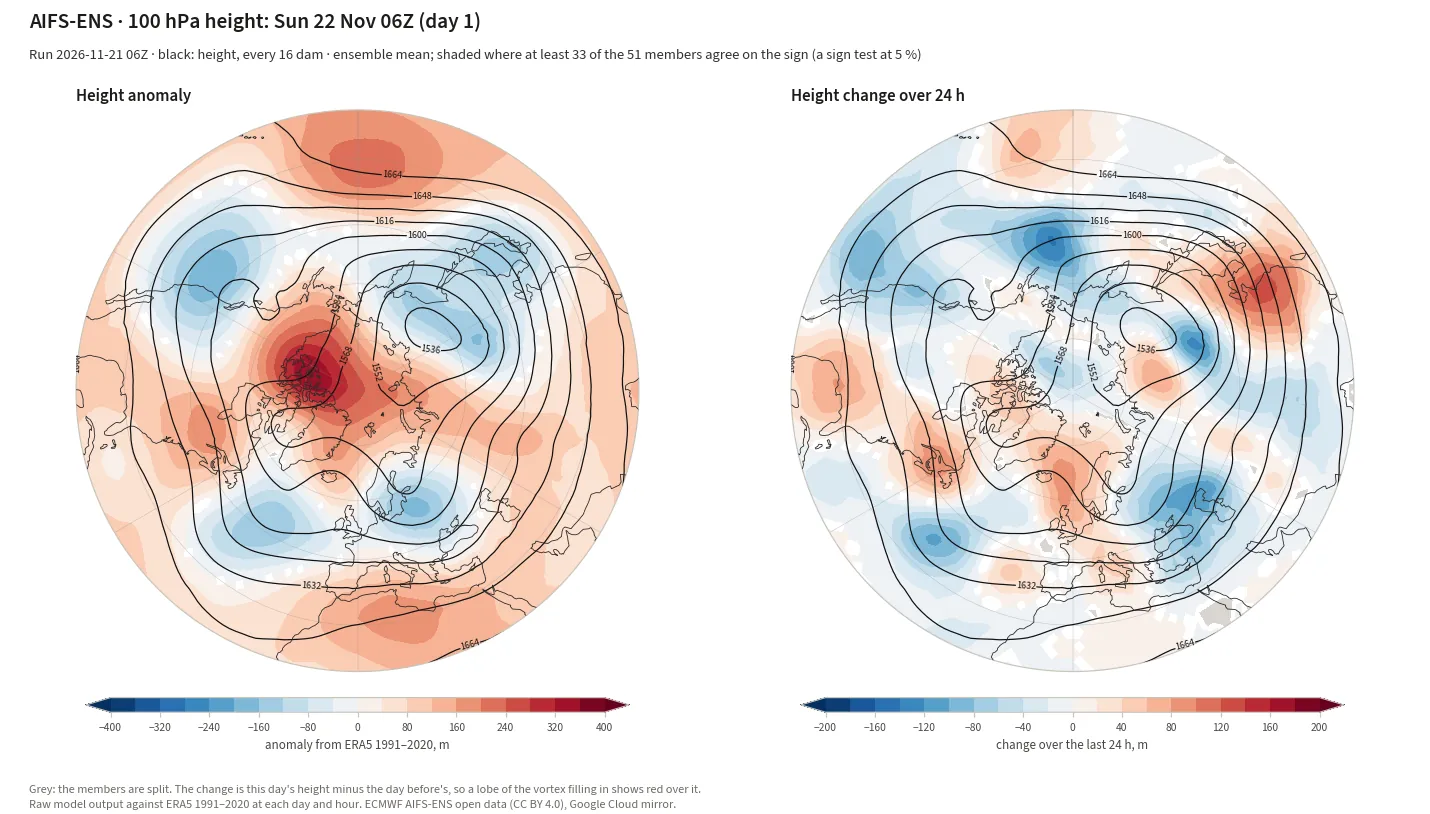 AIFS-ENS · 100 hPa height: Sun 22 Nov 06Z (day 1)
Run 2026-11-21 06Z · black: height, every 16 dam · ensemble mean; shaded where at least 33 of the 51 members agree on the sign (a sign test at 5 %)
Height anomaly
Height change over 24 h
1664
1648
1616
1600
1536
1568
1552
1632
1664
1664
1648
1616
1600
1536
1568
1552
1632
1664
−400 −320 −240 −160 −80 0 80 160 240 320 400
anomaly from ERA5 1991–2020, m
−200 −160 −120 −80 −40 0 40 80 120 160 200
change over the last 24 h, m
Grey: the members are split. The change is this day's height minus the day before's, so a lobe of the vortex filling in shows red over it.
Raw model output against ERA5 1991–2020 at each day and hour. ECMWF AIFS-ENS open data (CC BY 4.0), Google Cloud mirror.